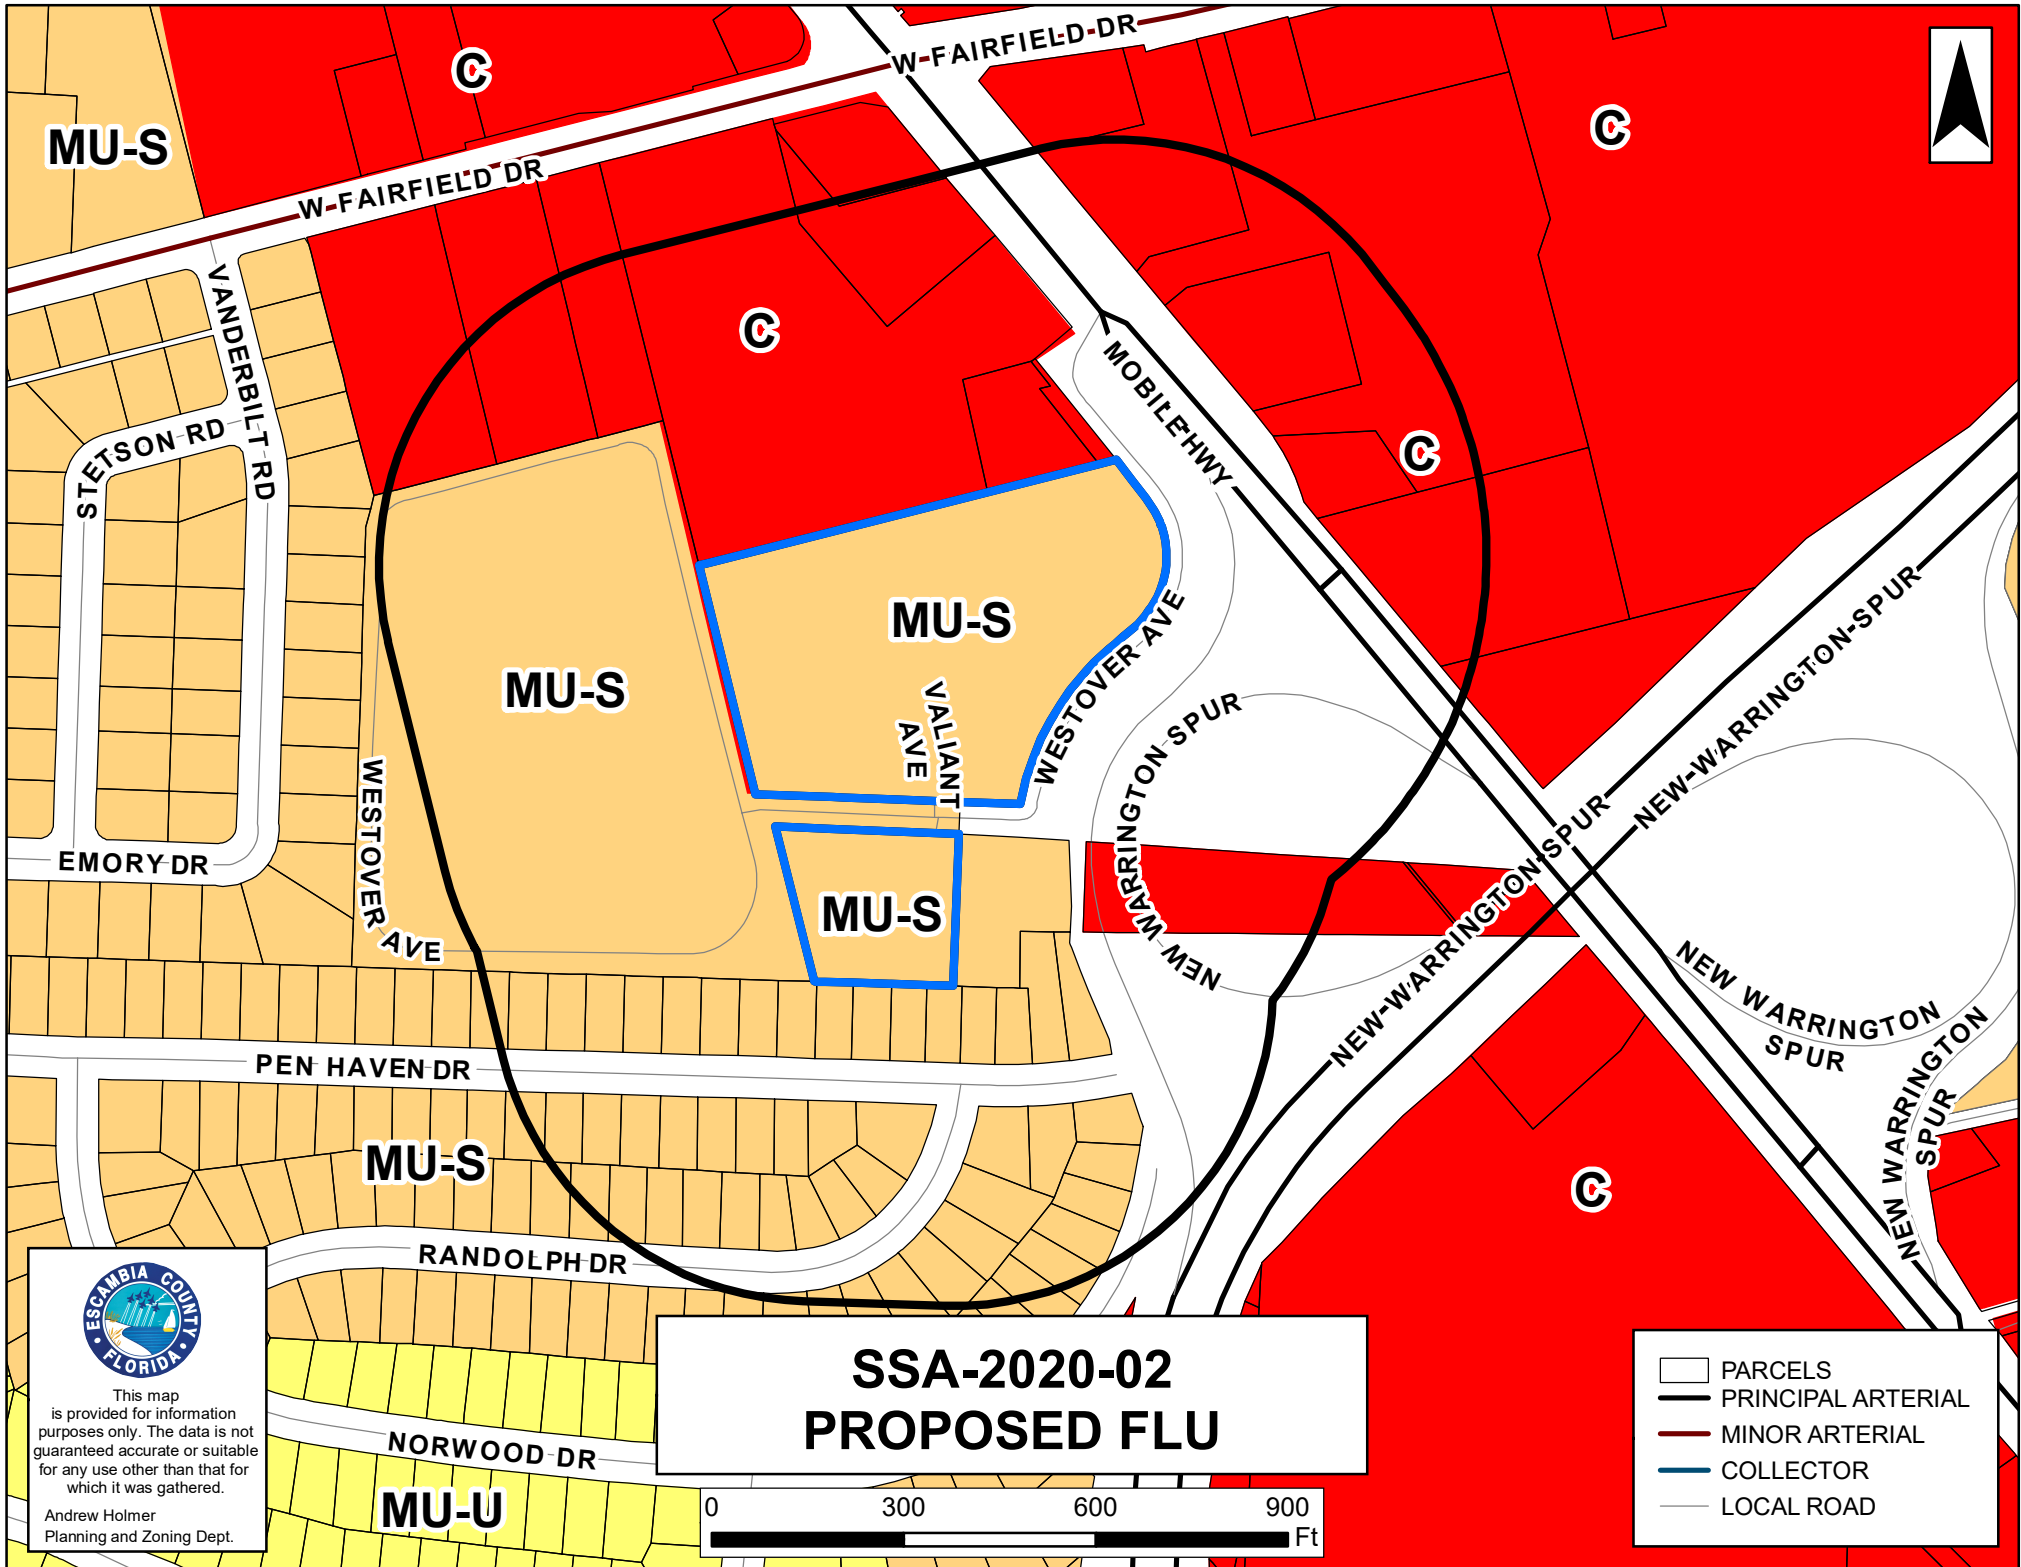 W FAIRFIELD DR
C
C
MU-S
W FAIRFIELD DR
VANDERBILT RD
C
MOBILE HWY
STETSON RD
C
NEW WARRINGTON SPUR
MU-S
MU-S
VALIANT
AVE
WESTOVER AVE
NEW WARRINGTON SPUR
WESTOVER AVE
NEW WARRINGTON SPUR
EMORY DR
MU-S
NEW WARRINGTON
SPUR
PEN HAVEN DR
MU-S
C
NEW WARRINGTON
SPUR
RANDOLPH DR
ESCAMBIA COUNTY
FLORIDA
This map
is provided for information
purposes only. The data is not
guaranteed accurate or suitable
for any use other than that for
which it was gathered.
Andrew Holmer
Planning and Zoning Dept.
NORWOOD DR
MU-U
SSA-2020-02
PROPOSED FLU
0 300 600 900
Ft
PARCELS
PRINCIPAL ARTERIAL
MINOR ARTERIAL
COLLECTOR
LOCAL ROAD